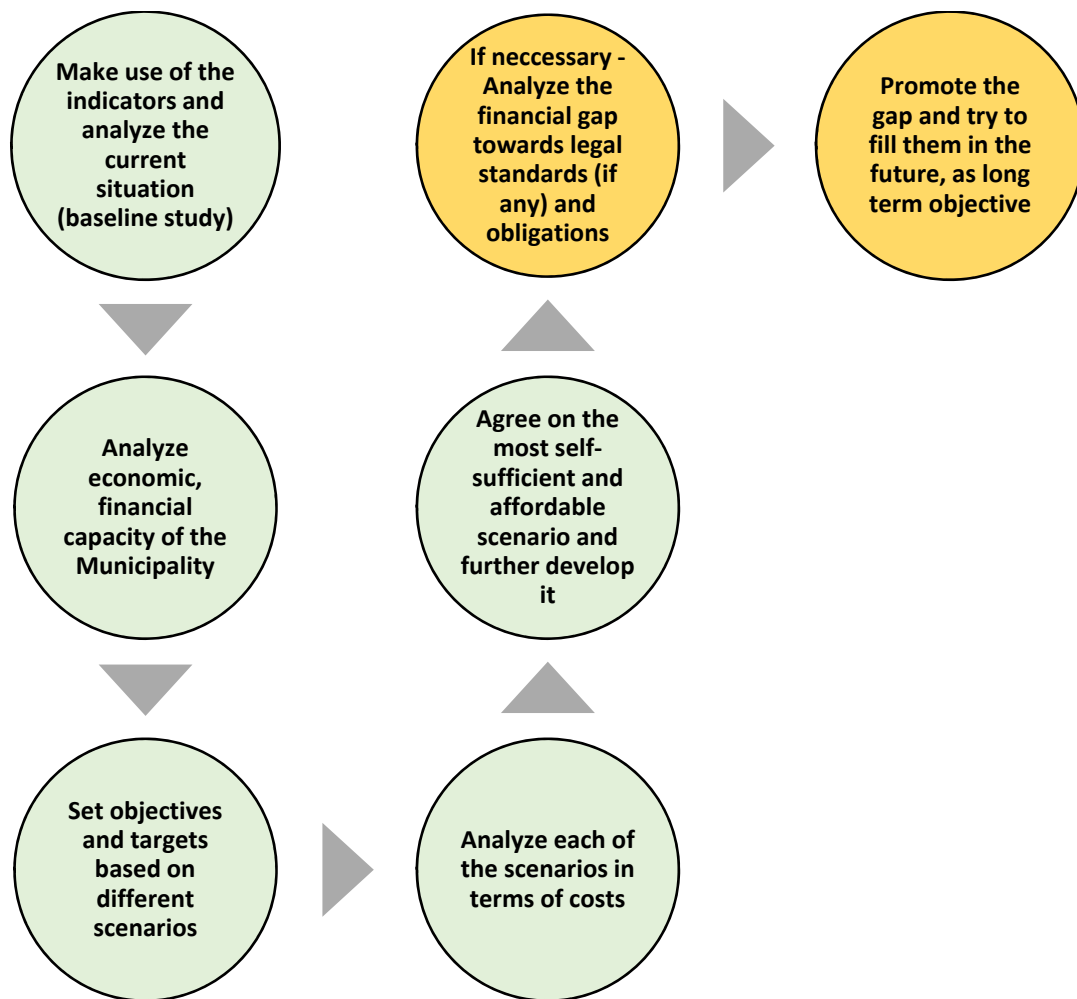 Make use of the
indicators and
analyze the
current
situation
(baseline study)
Analyze
economic,
financial
capacity of the
Municipality
Set objectives
and targets
based on
different
scenarios
Analyze each of
the scenarios in
terms of costs
Agree on the
most self-
sufficient and
affordable
scenario and
further develop
it
If neccessary -
Analyze the
financial gap
towards legal
standards (if
any) and
obligations
Promote the
gap and try to
fill them in the
future, as long
term objective